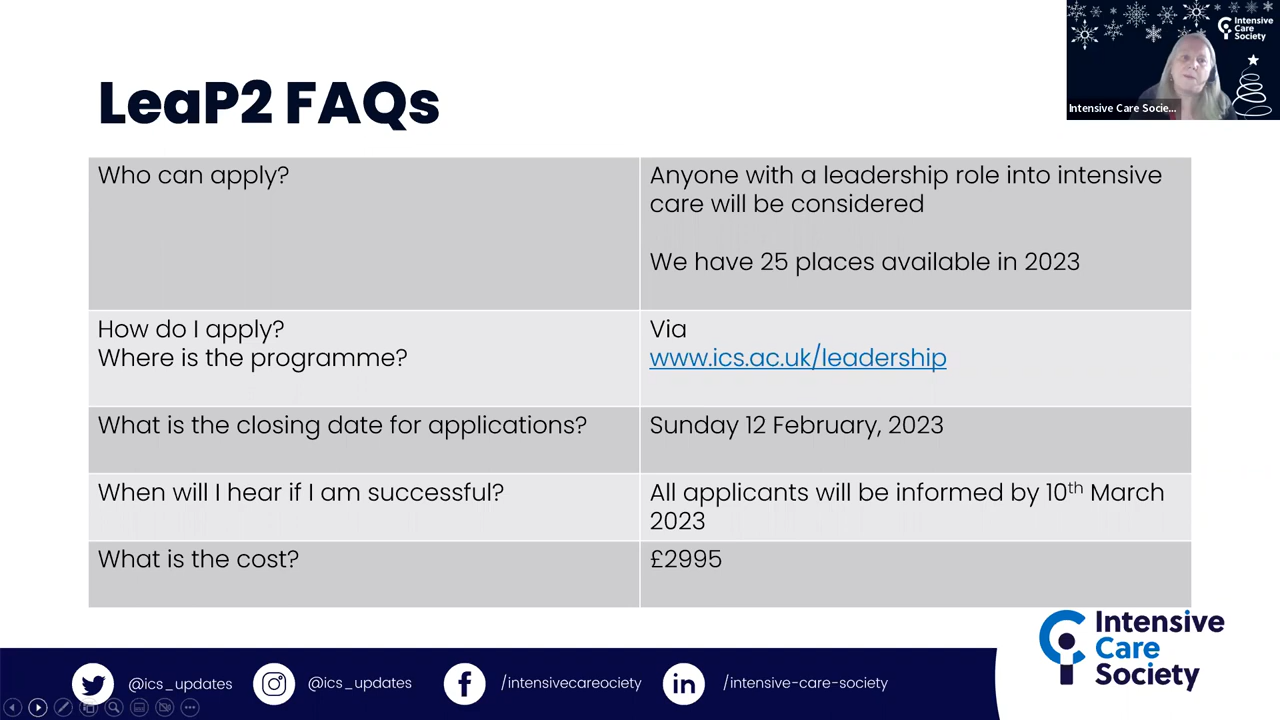 Intensive
Care
Society
Intensive Care Socie...
LeaP2 FAQs
Who can apply?
Anyone with a leadership role into intensive
care will be considered
We have 25 places available in 2023
How do I apply?
Where is the programme?
Via
www.ics.ac.uk/leadership
What is the closing date for applications?
Sunday 12 February, 2023
When will I hear if I am successful?
All applicants will be informed by 10th March
2023
What is the cost?
£2995
@ics_updates
@ics_updates
/intensivecareociety
/intensive-care-society
Intensive
Care
Society